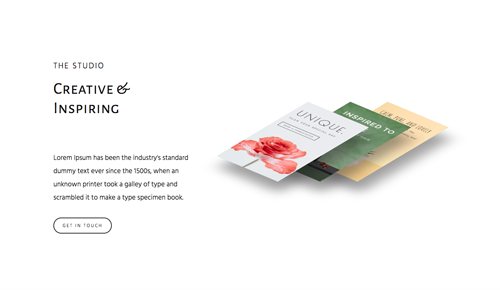 THE STUDIO
Creative &
Inspiring
Lorem Ipsum has been the industry's standard
dummy text ever since the 1500s, when an
unknown printer took a galley of type and
scrambled it to make a type specimen book.
GET IN TOUCH
UNIQUE
INSPIRED TO